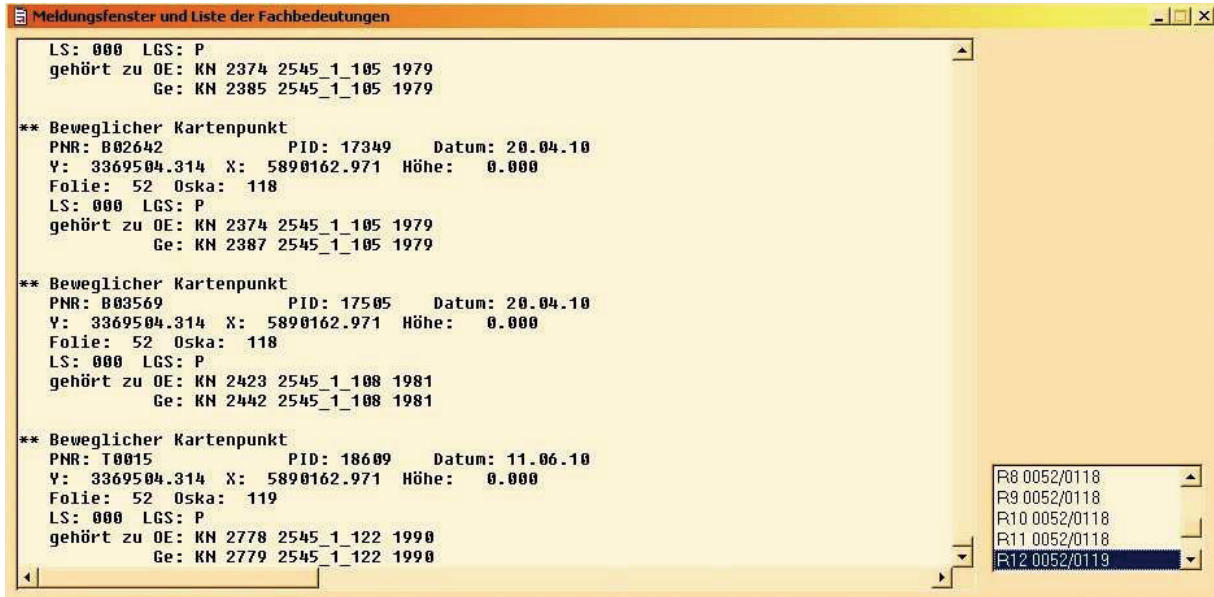 Meldungsfenster und Liste der Fachbedeutungen
LS: 000 LGS: P
gehört zu OE: KN 2374 2545_1_105 1979
Ge: KN 2385 2545_1_105 1979
** Beweglicher Kartenpunkt
PNR: B02642 PID: 17349 Datum: 20.04.10
Y: 3369504.314 X: 5890162.971 Höhe: 0.000
Folie: 52 Oska: 118
LS: 000 LGS: P
gehört zu OE: KN 2374 2545_1_105 1979
Ge: KN 2387 2545_1_105 1979
** Beweglicher Kartenpunkt
PNR: B03569 PID: 17505 Datum: 20.04.10
Y: 3369504.314 X: 5890162.971 Höhe: 0.000
Folie: 52 Oska: 118
LS: 000 LGS: P
gehört zu OE: KN 2423 2545_1_108 1981
Ge: KN 2442 2545_1_108 1981
** Beweglicher Kartenpunkt
PNR: T0015 PID: 18609 Datum: 11.06.10
Y: 3369504.314 X: 5890162.971 Höhe: 0.000
Folie: 52 Oska: 119
LS: 000 LGS: P
gehört zu OE: KN 2778 2545_1_122 1990
Ge: KN 2779 2545_1_122 1990
R8 0052/0118
R9 0052/0118
R10 0052/0118
R11 0052/0118
R12 0052/0119